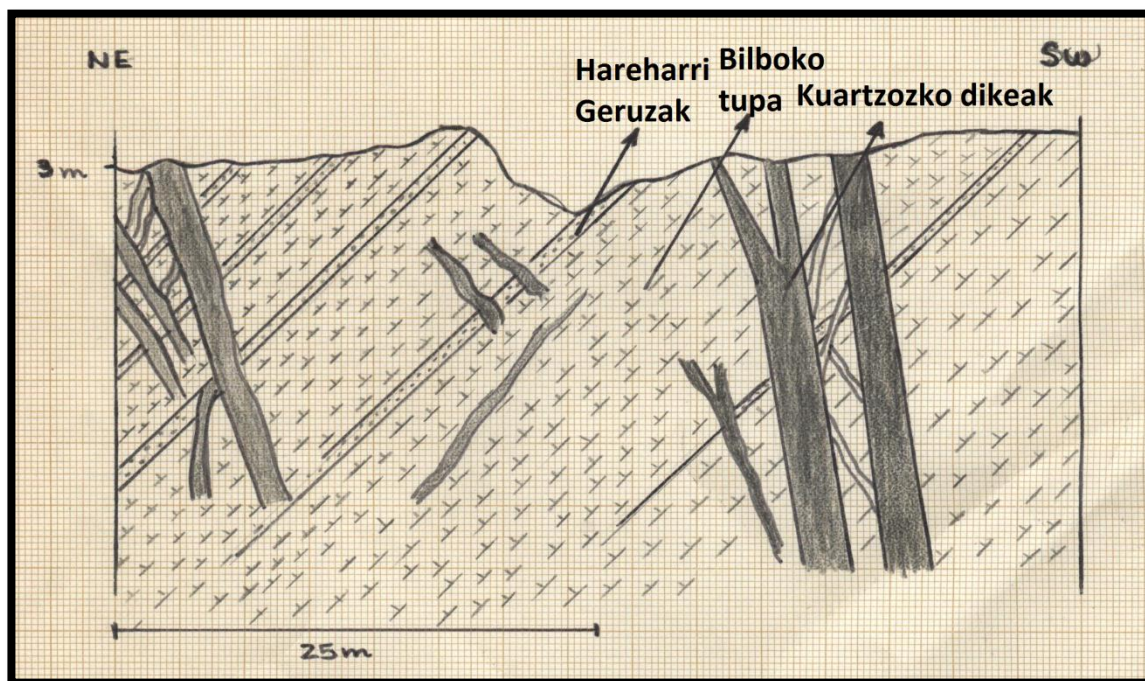 NE
SW
Hareharri
Geruzak
Bilboko
tupa
Kuartzozko dikeak
3m
25m